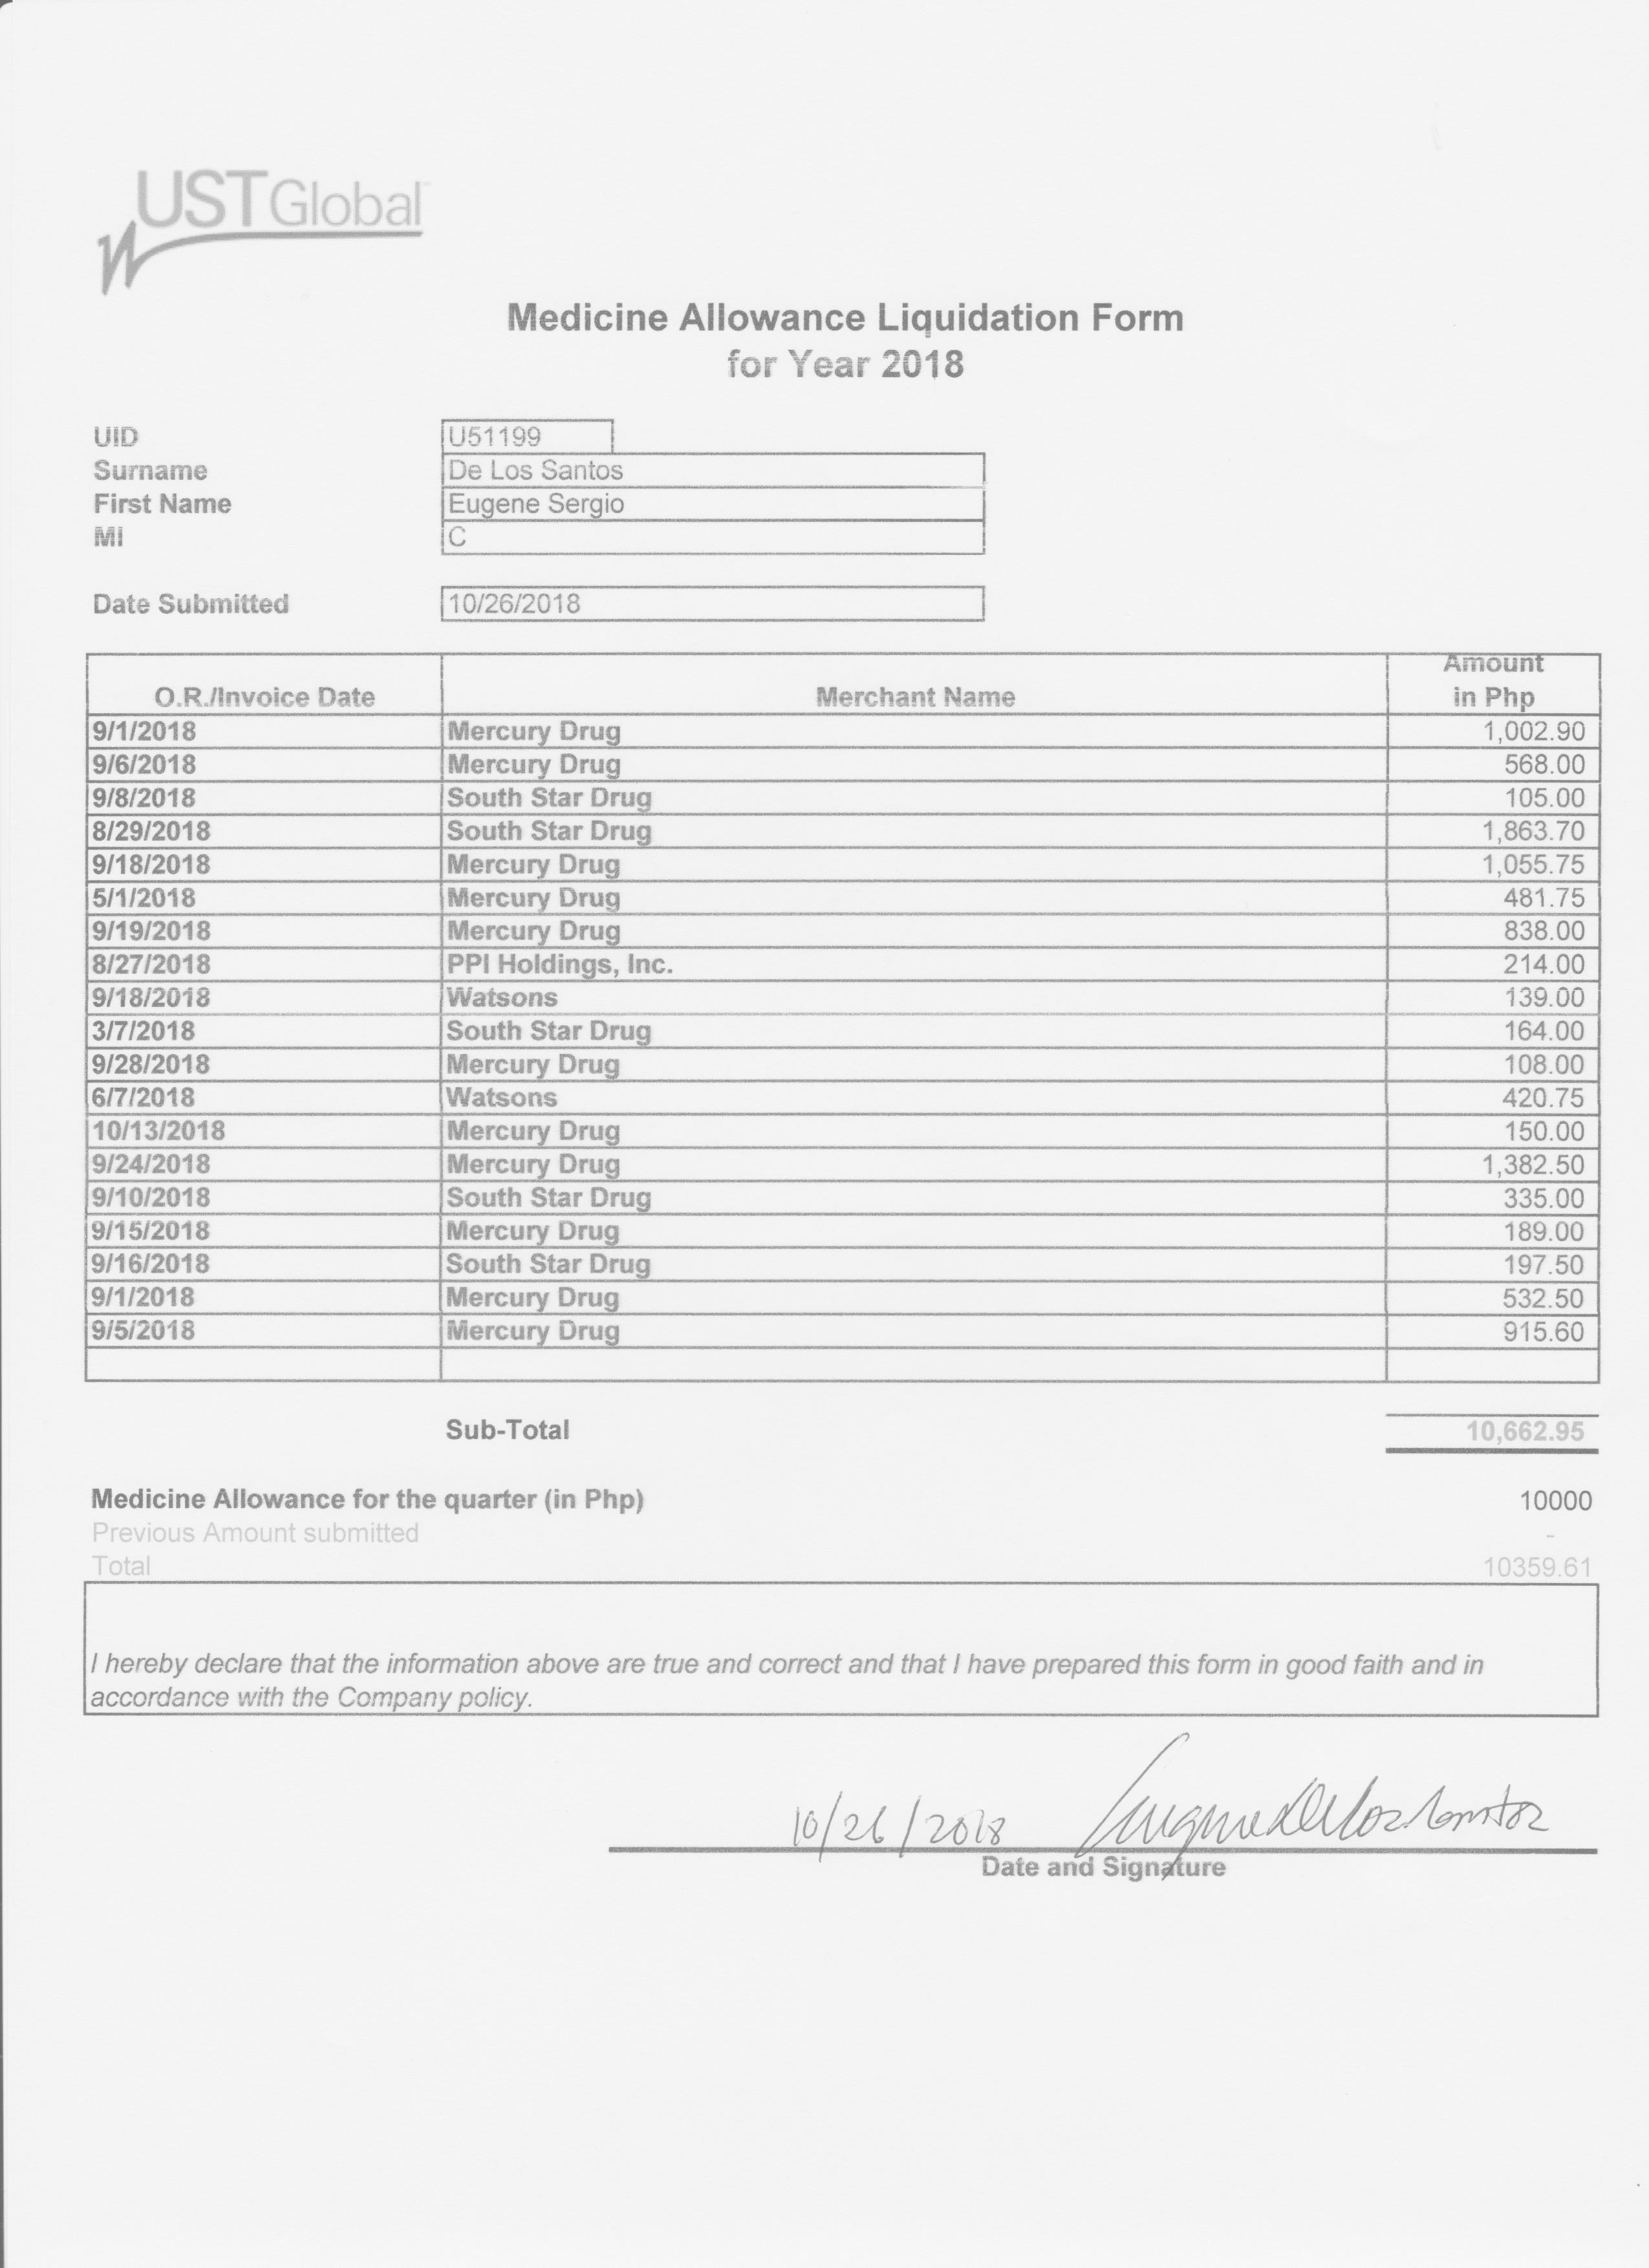 UST Global
Medicine Allowance Liquidation Form
for Year 2018
UID U51199
Surname De Los Santos
First Name Eugene Sergio
MI C
Date Submitted 10/26/2018
O.R./Invoice Date Merchant Name Amount in Php
9/1/2018 Mercury Drug 1,002.90
9/6/2018 Mercury Drug 568.00
9/8/2018 South Star Drug 105.00
8/29/2018 South Star Drug 1,863.70
9/18/2018 Mercury Drug 1,055.75
5/1/2018 Mercury Drug 481.75
9/19/2018 Mercury Drug 838.00
8/27/2018 PPI Holdings, Inc. 214.00
9/18/2018 Watsons 139.00
3/7/2018 South Star Drug 164.00
9/28/2018 Mercury Drug 108.00
6/7/2018 Watsons 420.75
10/13/2018 Mercury Drug 150.00
9/24/2018 Mercury Drug 1,382.50
9/10/2018 South Star Drug 335.00
9/15/2018 Mercury Drug 189.00
9/16/2018 South Star Drug 197.50
9/1/2018 Mercury Drug 532.50
9/5/2018 Mercury Drug 915.60
Sub-Total 10,662.95
Medicine Allowance for the quarter (in Php) 10000
Previous Amount submitted -
Total 10359.61
I hereby declare that the information above are true and correct and that I have prepared this form in good faith and in
accordance with the Company policy.
10/26/2018 Eugene De Los Santos
Date and Signature